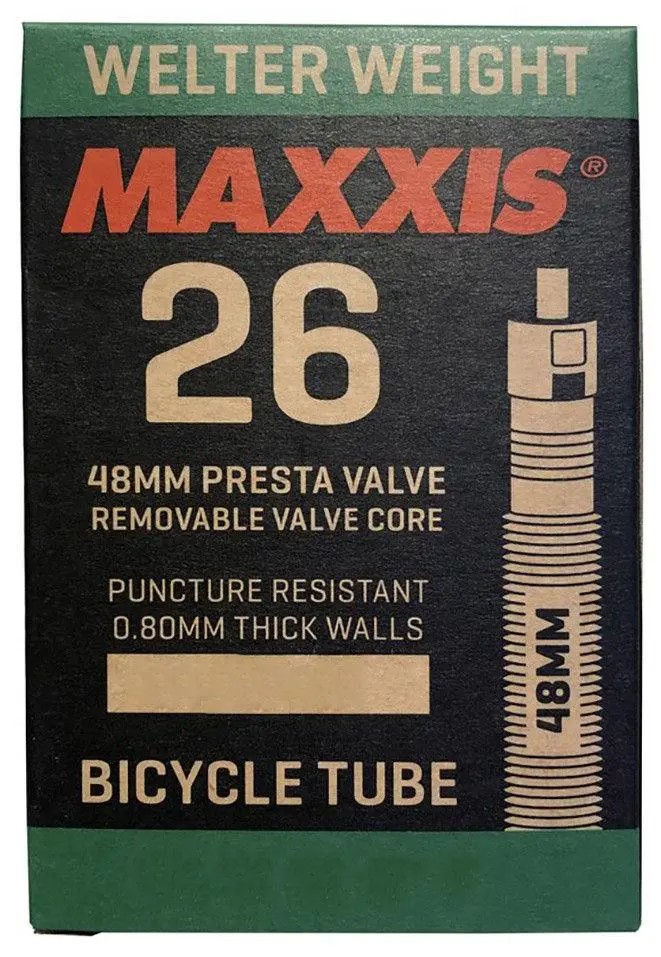 WELTER WEIGHT
MAXXIS®
26
48MM PRESTA VALVE
REMOVABLE VALVE CORE
PUNCTURE RESISTANT
0.80MM THICK WALLS
48MM
BICYCLE TUBE